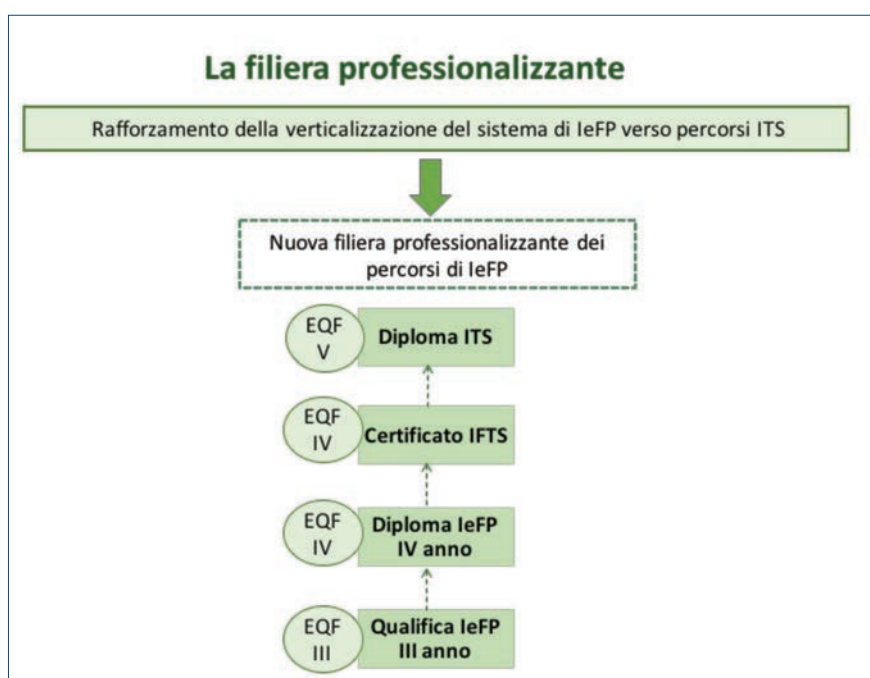 La filiera professionalizzante
Rafforzamento della verticalizzazione del sistema di IeFP verso percorsi ITS
Nuova filiera professionalizzante dei
percorsi di IeFP
EQF
V
Diploma ITS
EQF
IV
Certificato IFTS
EQF
IV
Diploma IeFP
IV anno
EQF
III
Qualifica IeFP
III anno